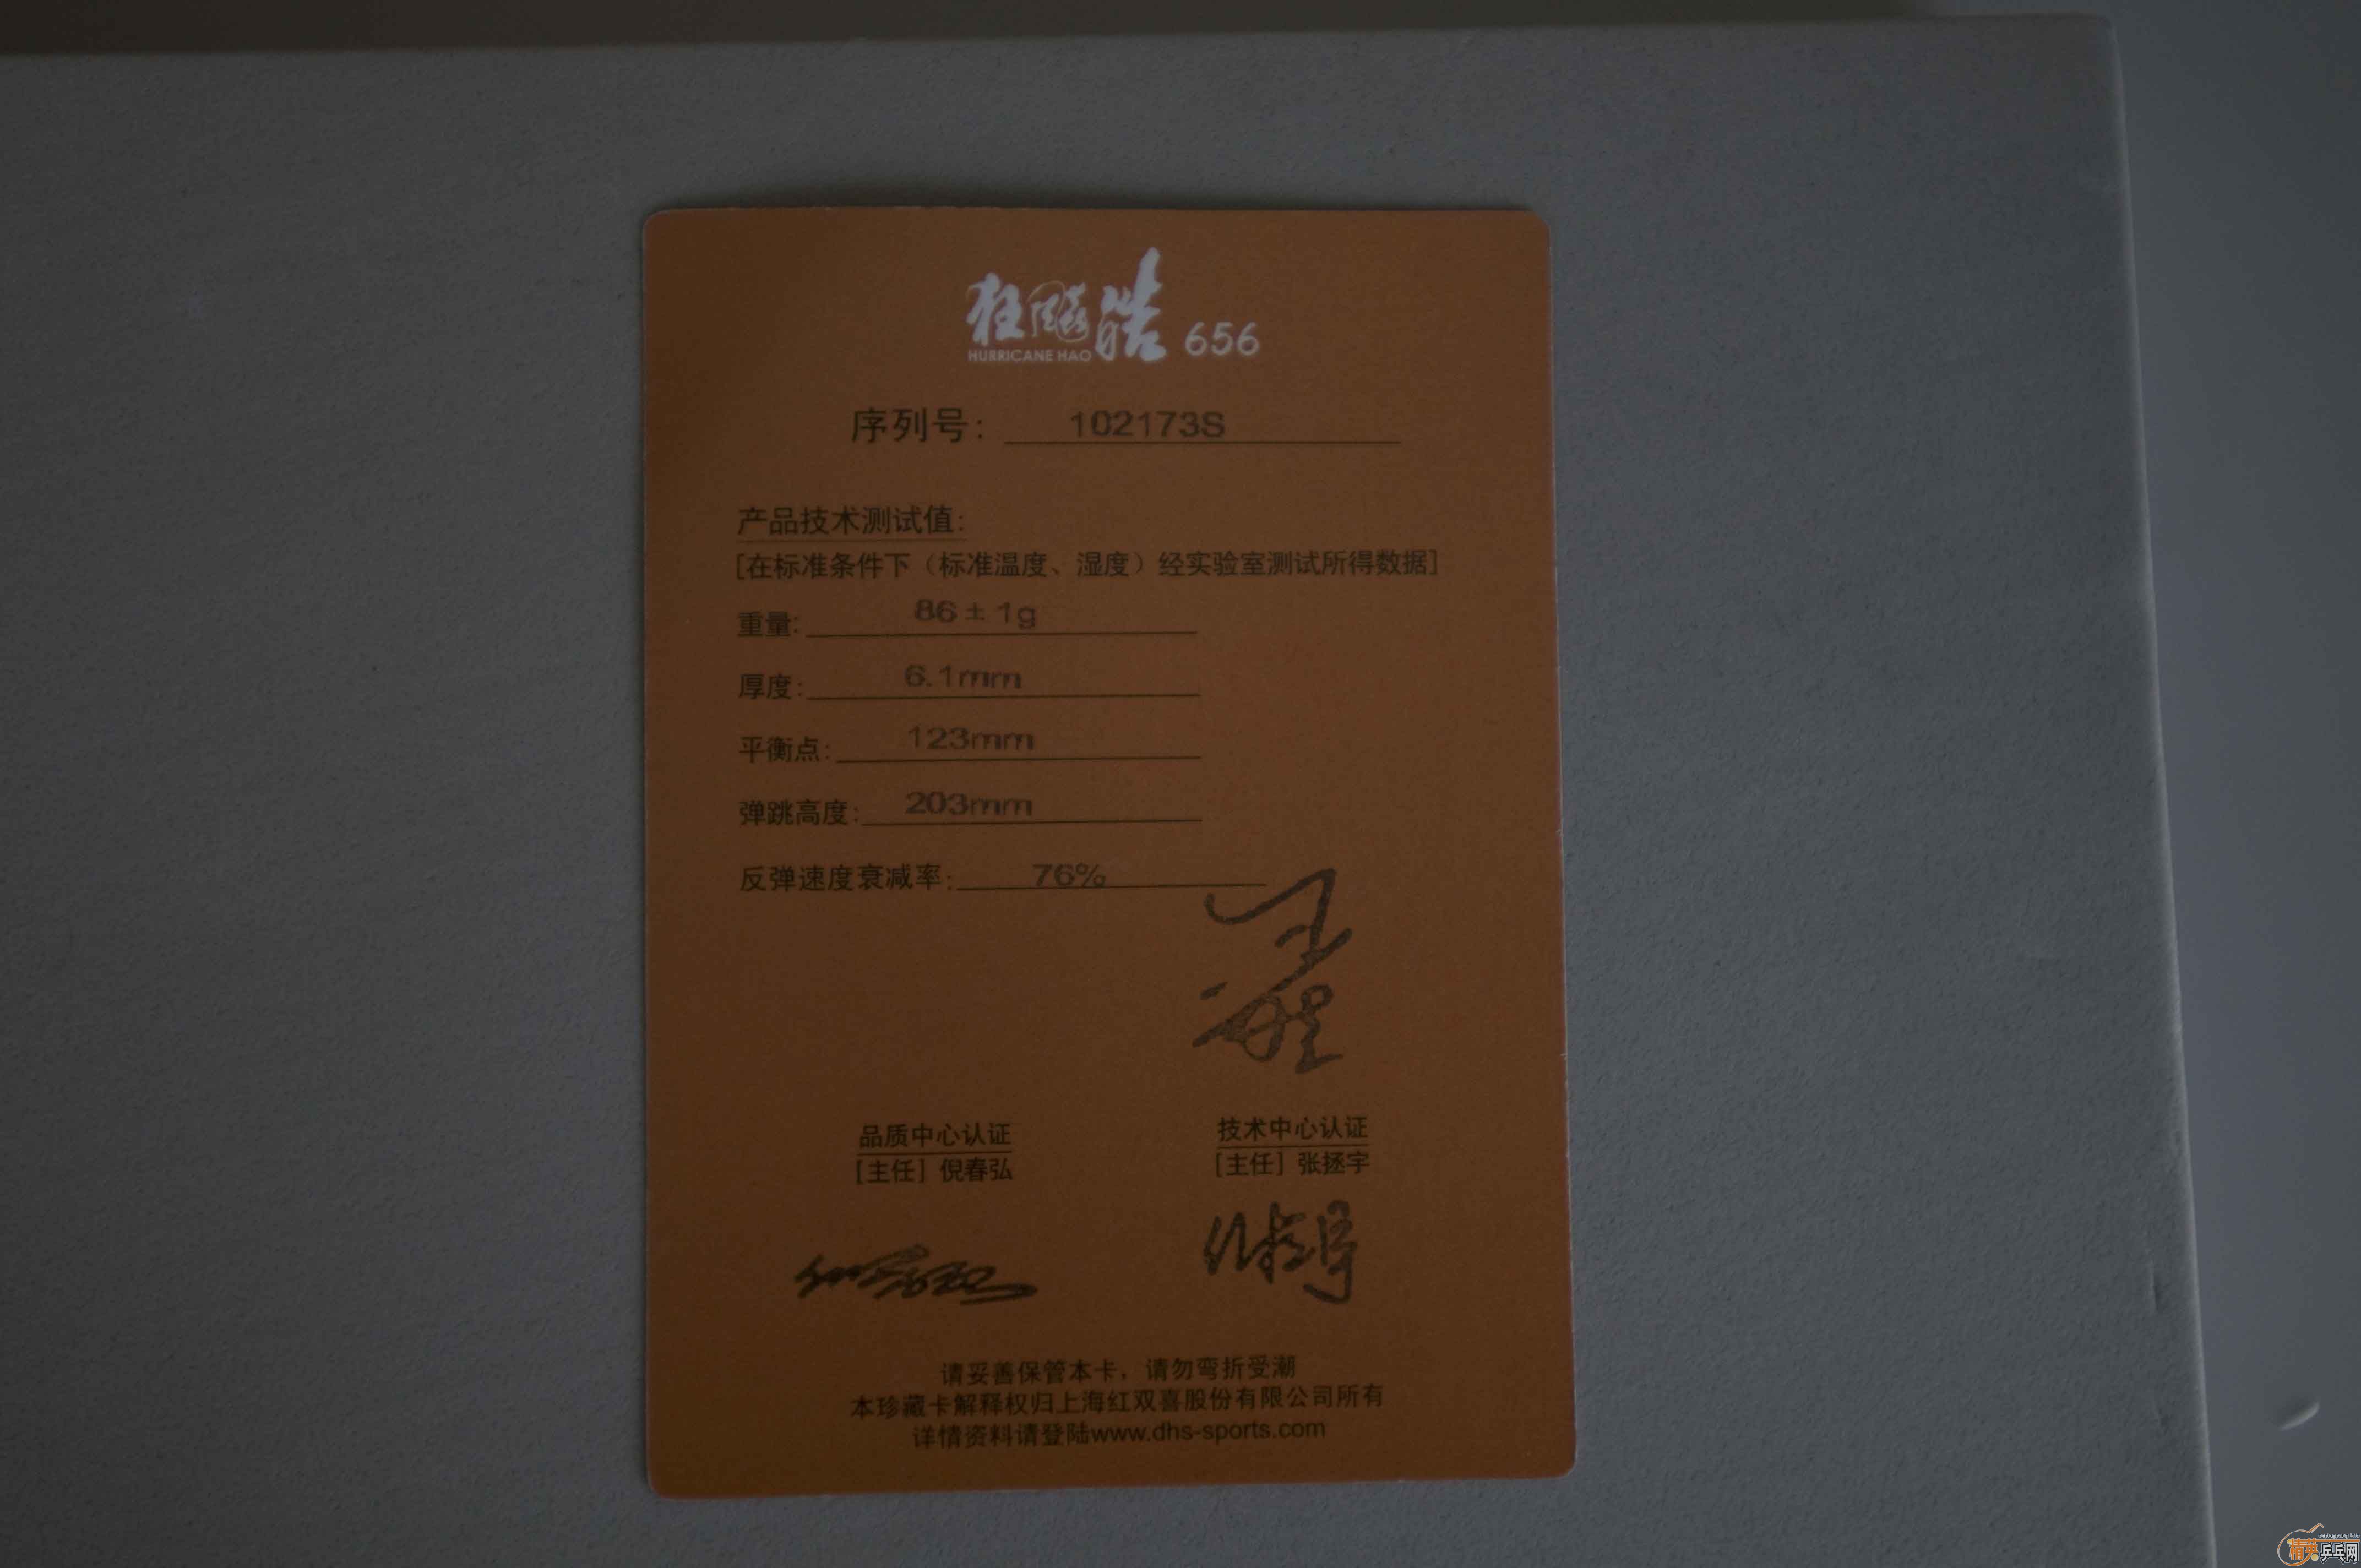 狂飚皓 656
HURRICANE HAO
序列号: 102173S
产品技术测试值:
[在标准条件下（标准温度、湿度）经实验室测试所得数据]
重量: 86 ± 1g
厚度: 6.1mm
平衡点: 123mm
弹跳高度: 203mm
反弹速度衰减率: 76%
品质中心认证
[主任] 倪春弘
技术中心认证
[主任] 张拯宇
请妥善保管本卡，请勿弯折受潮
本珍藏卡解释权归上海红双喜股份有限公司所有
详情资料请登陆www.dhs-sports.com
精英乒乓网